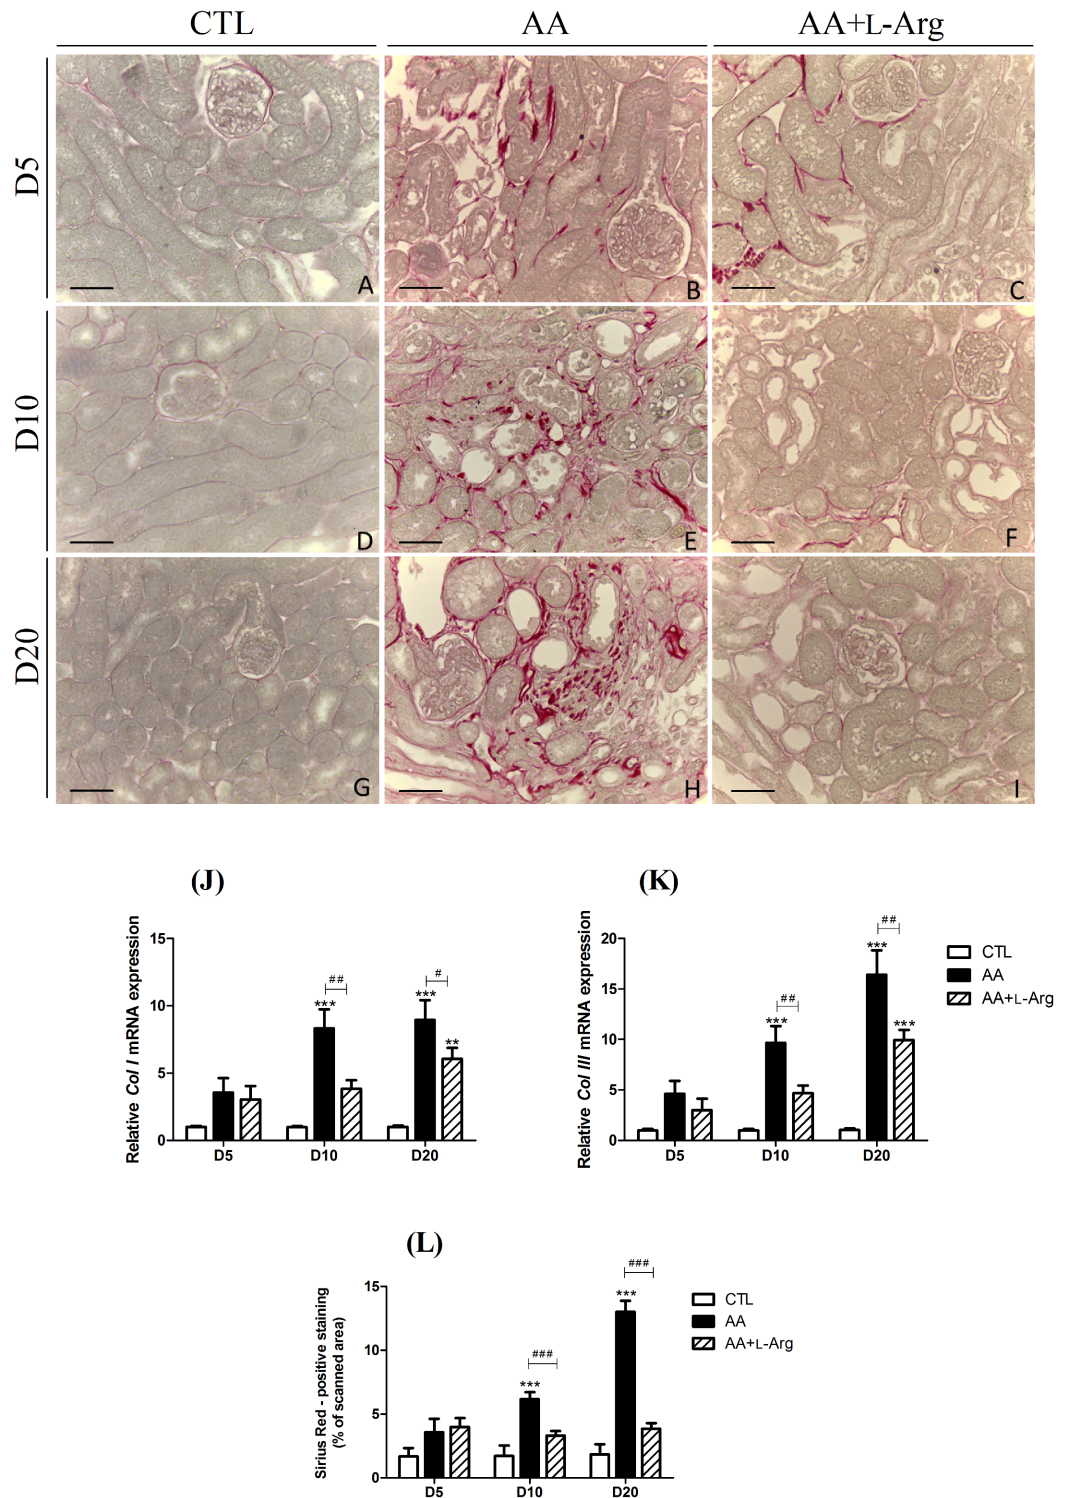 CTL AA AA+L-Arg
D5
A B C
D10
D E F
D20
G H I
(J)
Relative Col I mRNA expression
15
10
5
0
*** ## *** # **
D5 D10 D20
(K)
Relative Col III mRNA expression
20
15
10
5
0
*** ## *** ## ***
D5 D10 D20
CTL
AA
AA+L-Arg
(L)
Sirius Red - positive staining
(% of scanned area)
15
10
5
0
*** ### *** ###
D5 D10 D20
CTL
AA
AA+L-Arg